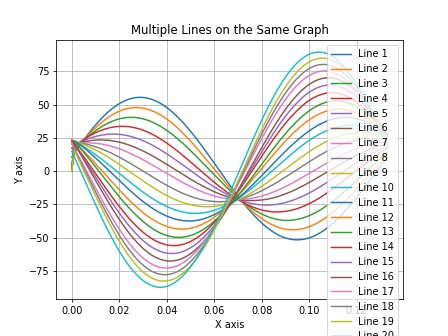 Multiple Lines on the Same Graph
Y axis
75
50
25
0
−25
−50
−75
0.00
0.02
0.04
0.06
0.08
0.10
X axis
Line 1
Line 2
Line 3
Line 4
Line 5
Line 6
Line 7
Line 8
Line 9
Line 10
Line 11
Line 12
Line 13
Line 14
Line 15
Line 16
Line 17
Line 18
Line 19
Line 20